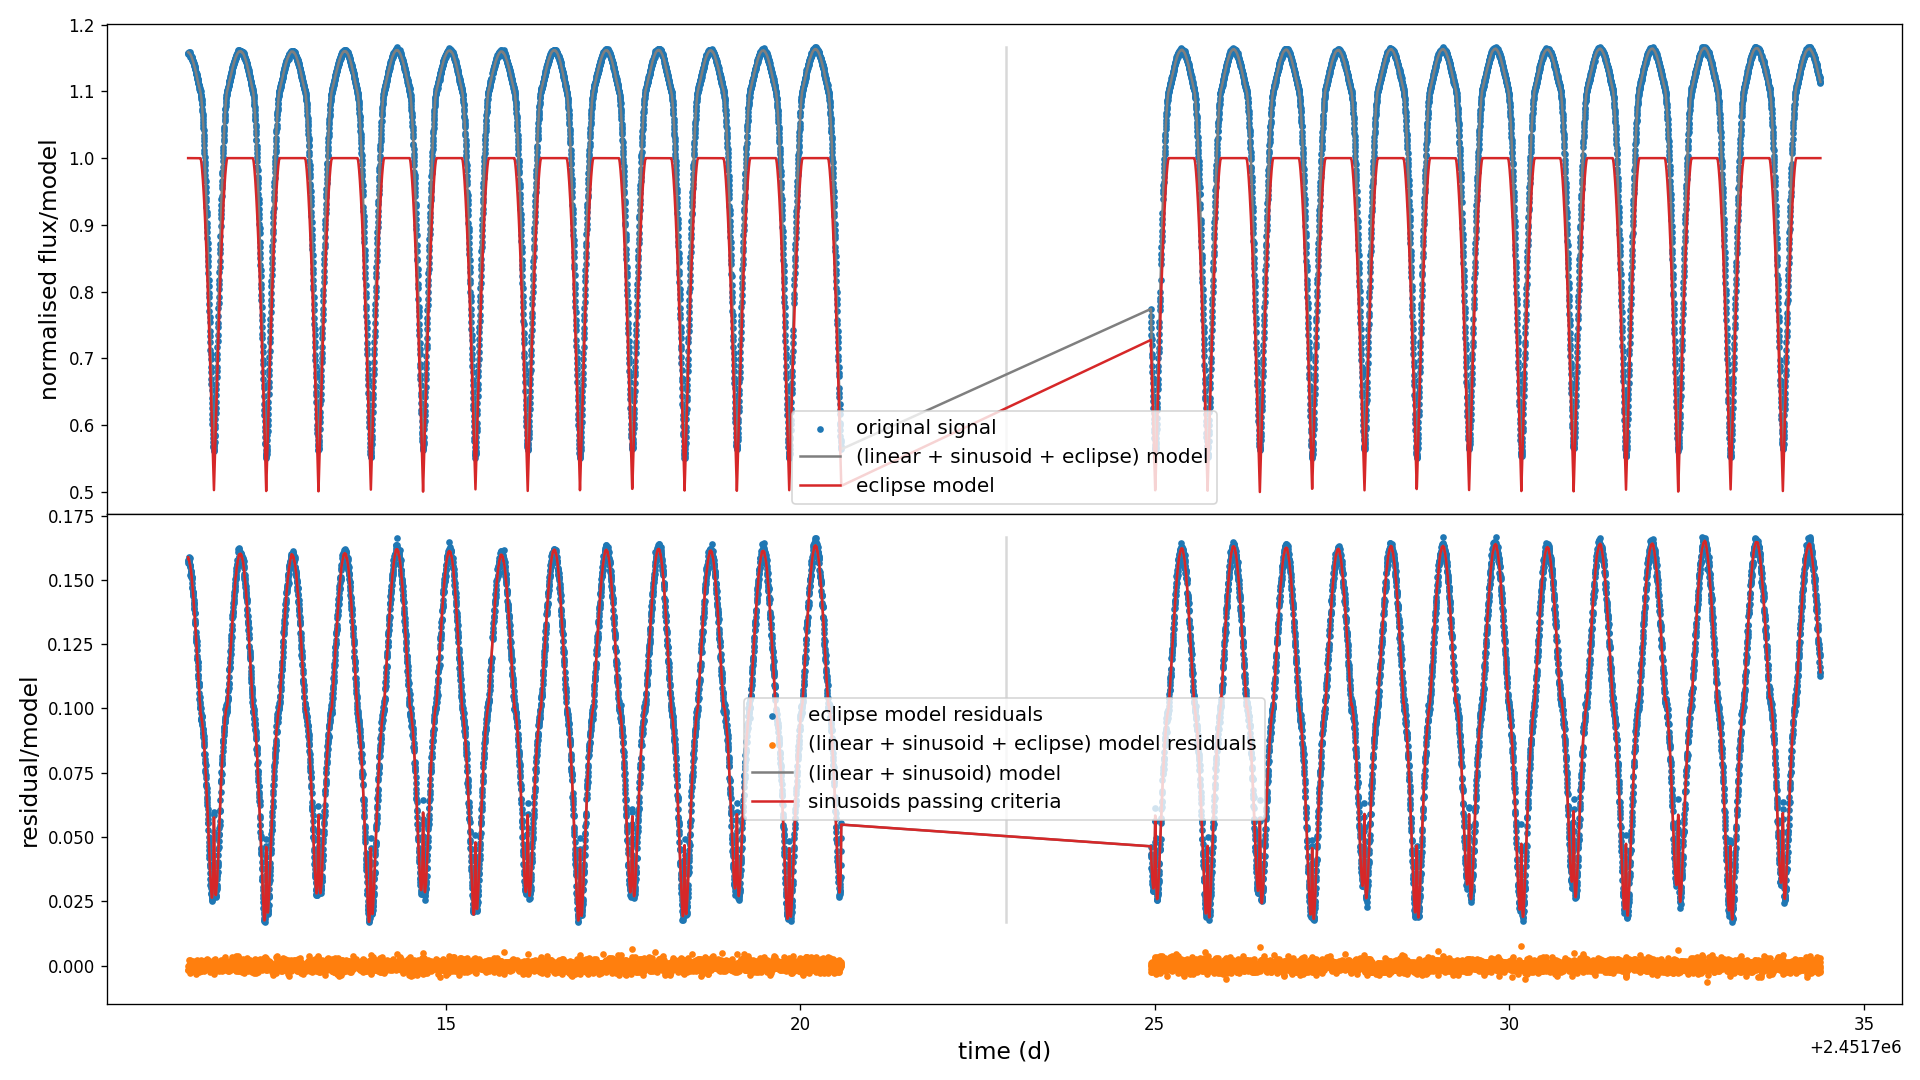 1.2
1.1
1.0
0.9
0.8
0.7
0.6
0.5
normalised flux/model
original signal
(linear + sinusoid + eclipse) model
eclipse model
0.175
0.150
0.125
0.100
0.075
0.050
0.025
0.000
residual/model
eclipse model residuals
(linear + sinusoid + eclipse) model residuals
(linear + sinusoid) model
sinusoids passing criteria
15 20 25 30 35
time (d)
+2.4517e6